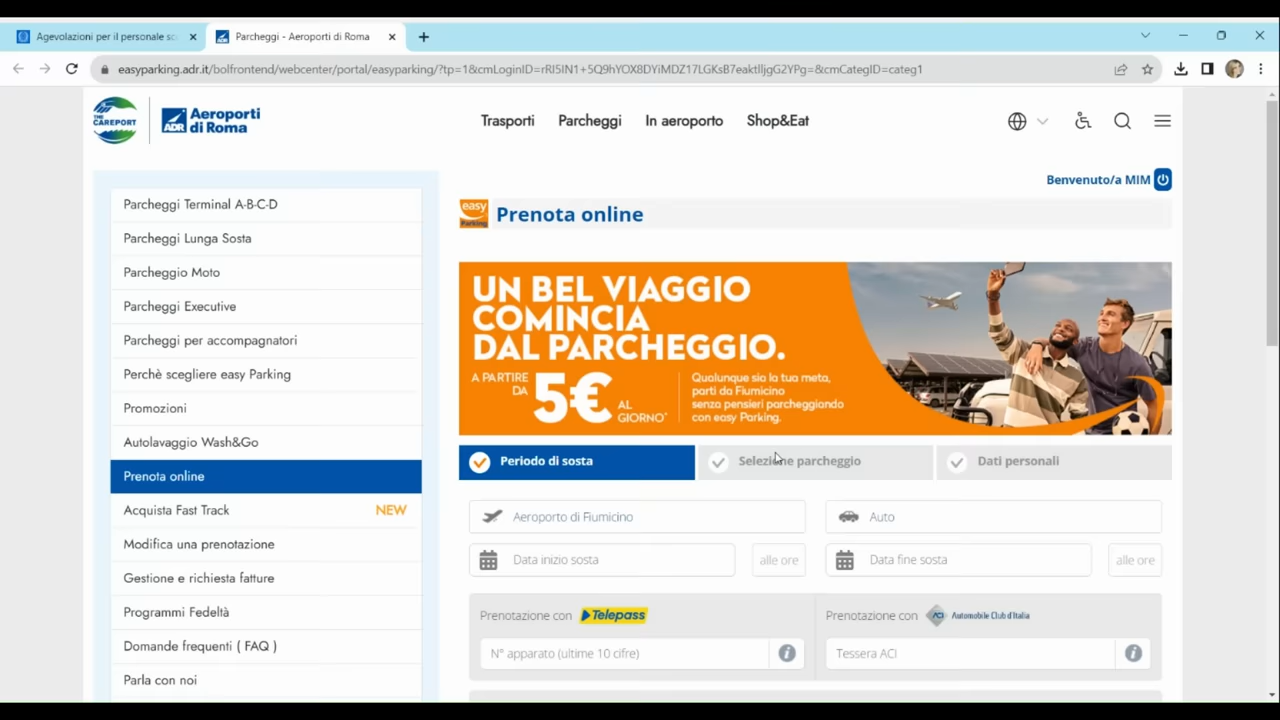 Agevolazioni per il personale sc
Parcheggi - Aeroporti di Roma
easyparking.adr.it/bolfrontend/webcenter/portal/easyparking/?tp=1&cmLoginID=rRI5IN1+5Q9hYOX8DYiMDZ17LGKsB7eaktlljgG2YPg=&cmCategID=categ1
THE CAREPORT
ADR Aeroporti di Roma
Trasporti
Parcheggi
In aeroporto
Shop&Eat
Benvenuto/a MIM
Parcheggi Terminal A-B-C-D
Parcheggi Lunga Sosta
Parcheggio Moto
Parcheggi Executive
Parcheggi per accompagnatori
Perchè scegliere easy Parking
Promozioni
Autolavaggio Wash&Go
Prenota online
Acquista Fast Track NEW
Modifica una prenotazione
Gestione e richiesta fatture
Programmi Fedeltà
Domande frequenti ( FAQ )
Parla con noi
easy Parking
Prenota online
UN BEL VIAGGIO
COMINCIA
DAL PARCHEGGIO.
A PARTIRE
DA
5€
AL
GIORNO*
Qualunque sia la tua meta,
parti da Fiumicino
senza pensieri parcheggiando
con easy Parking.
Periodo di sosta
Selezione parcheggio
Dati personali
Aeroporto di Fiumicino
Auto
Data inizio sosta
alle ore
Data fine sosta
alle ore
Prenotazione con Telepass
Prenotazione con ACI Automobile Club d'Italia
N° apparato (ultime 10 cifre)
Tessera ACI